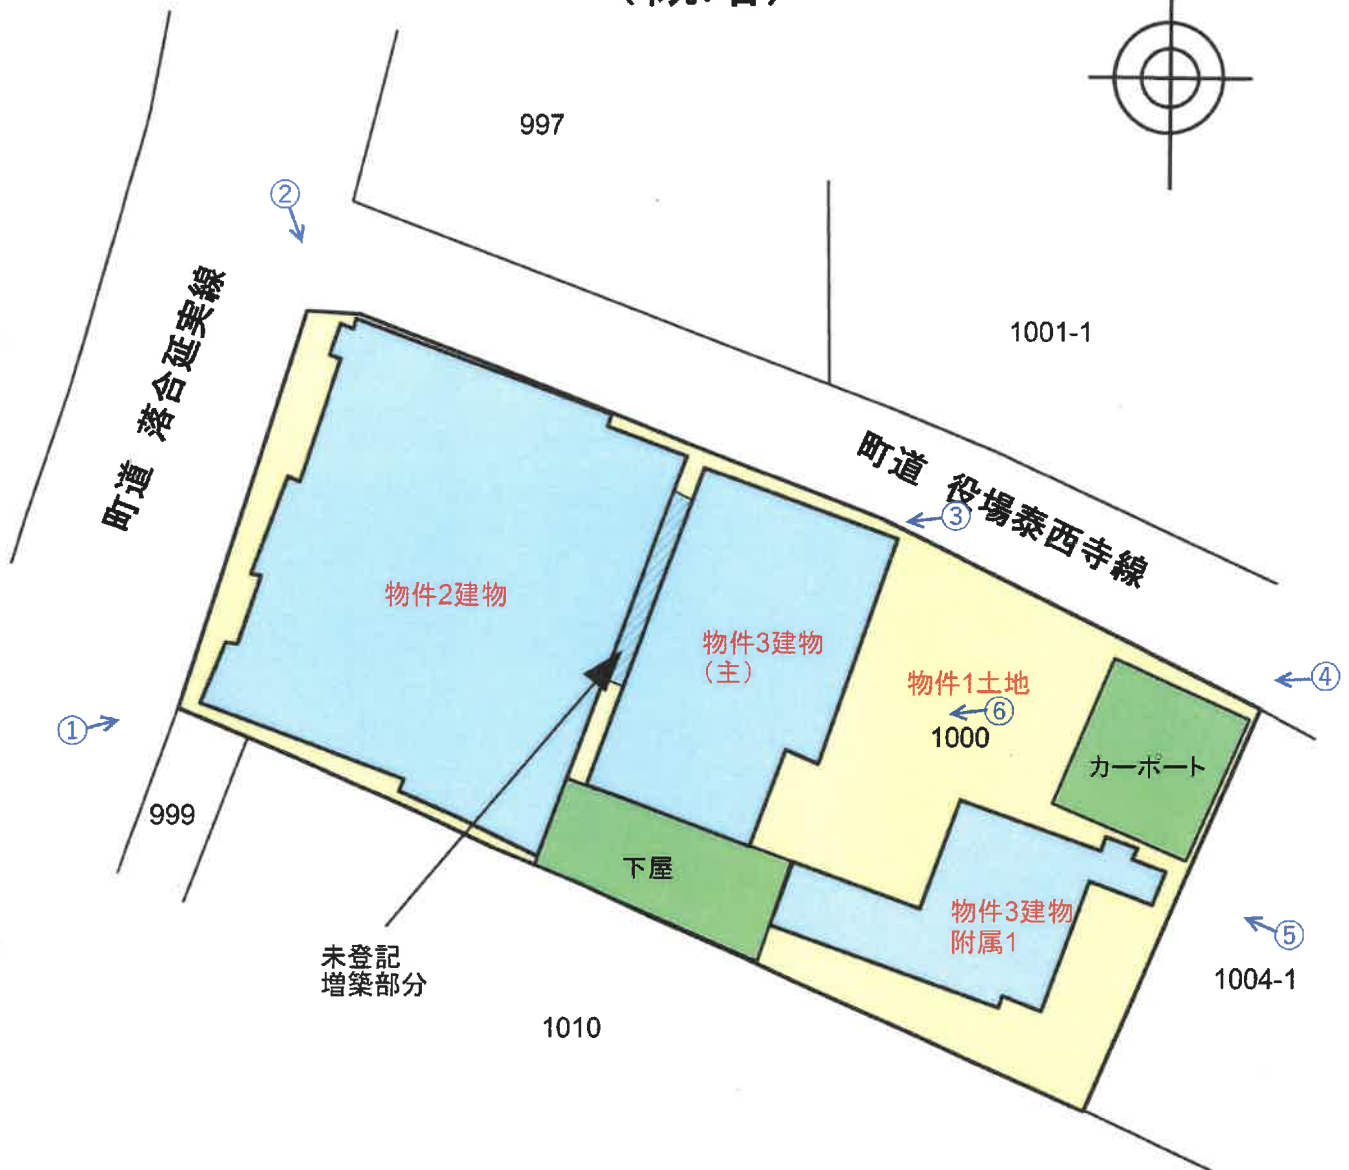 997
②
1001-1
町道 落合延実線
町道 役場泰西寺線
③
物件2建物
物件3建物
（主）
物件1土地
④
⑥
①
1000
カーポート
999
下屋
物件3建物
附属1
⑤
未登記
増築部分
1004-1
1010